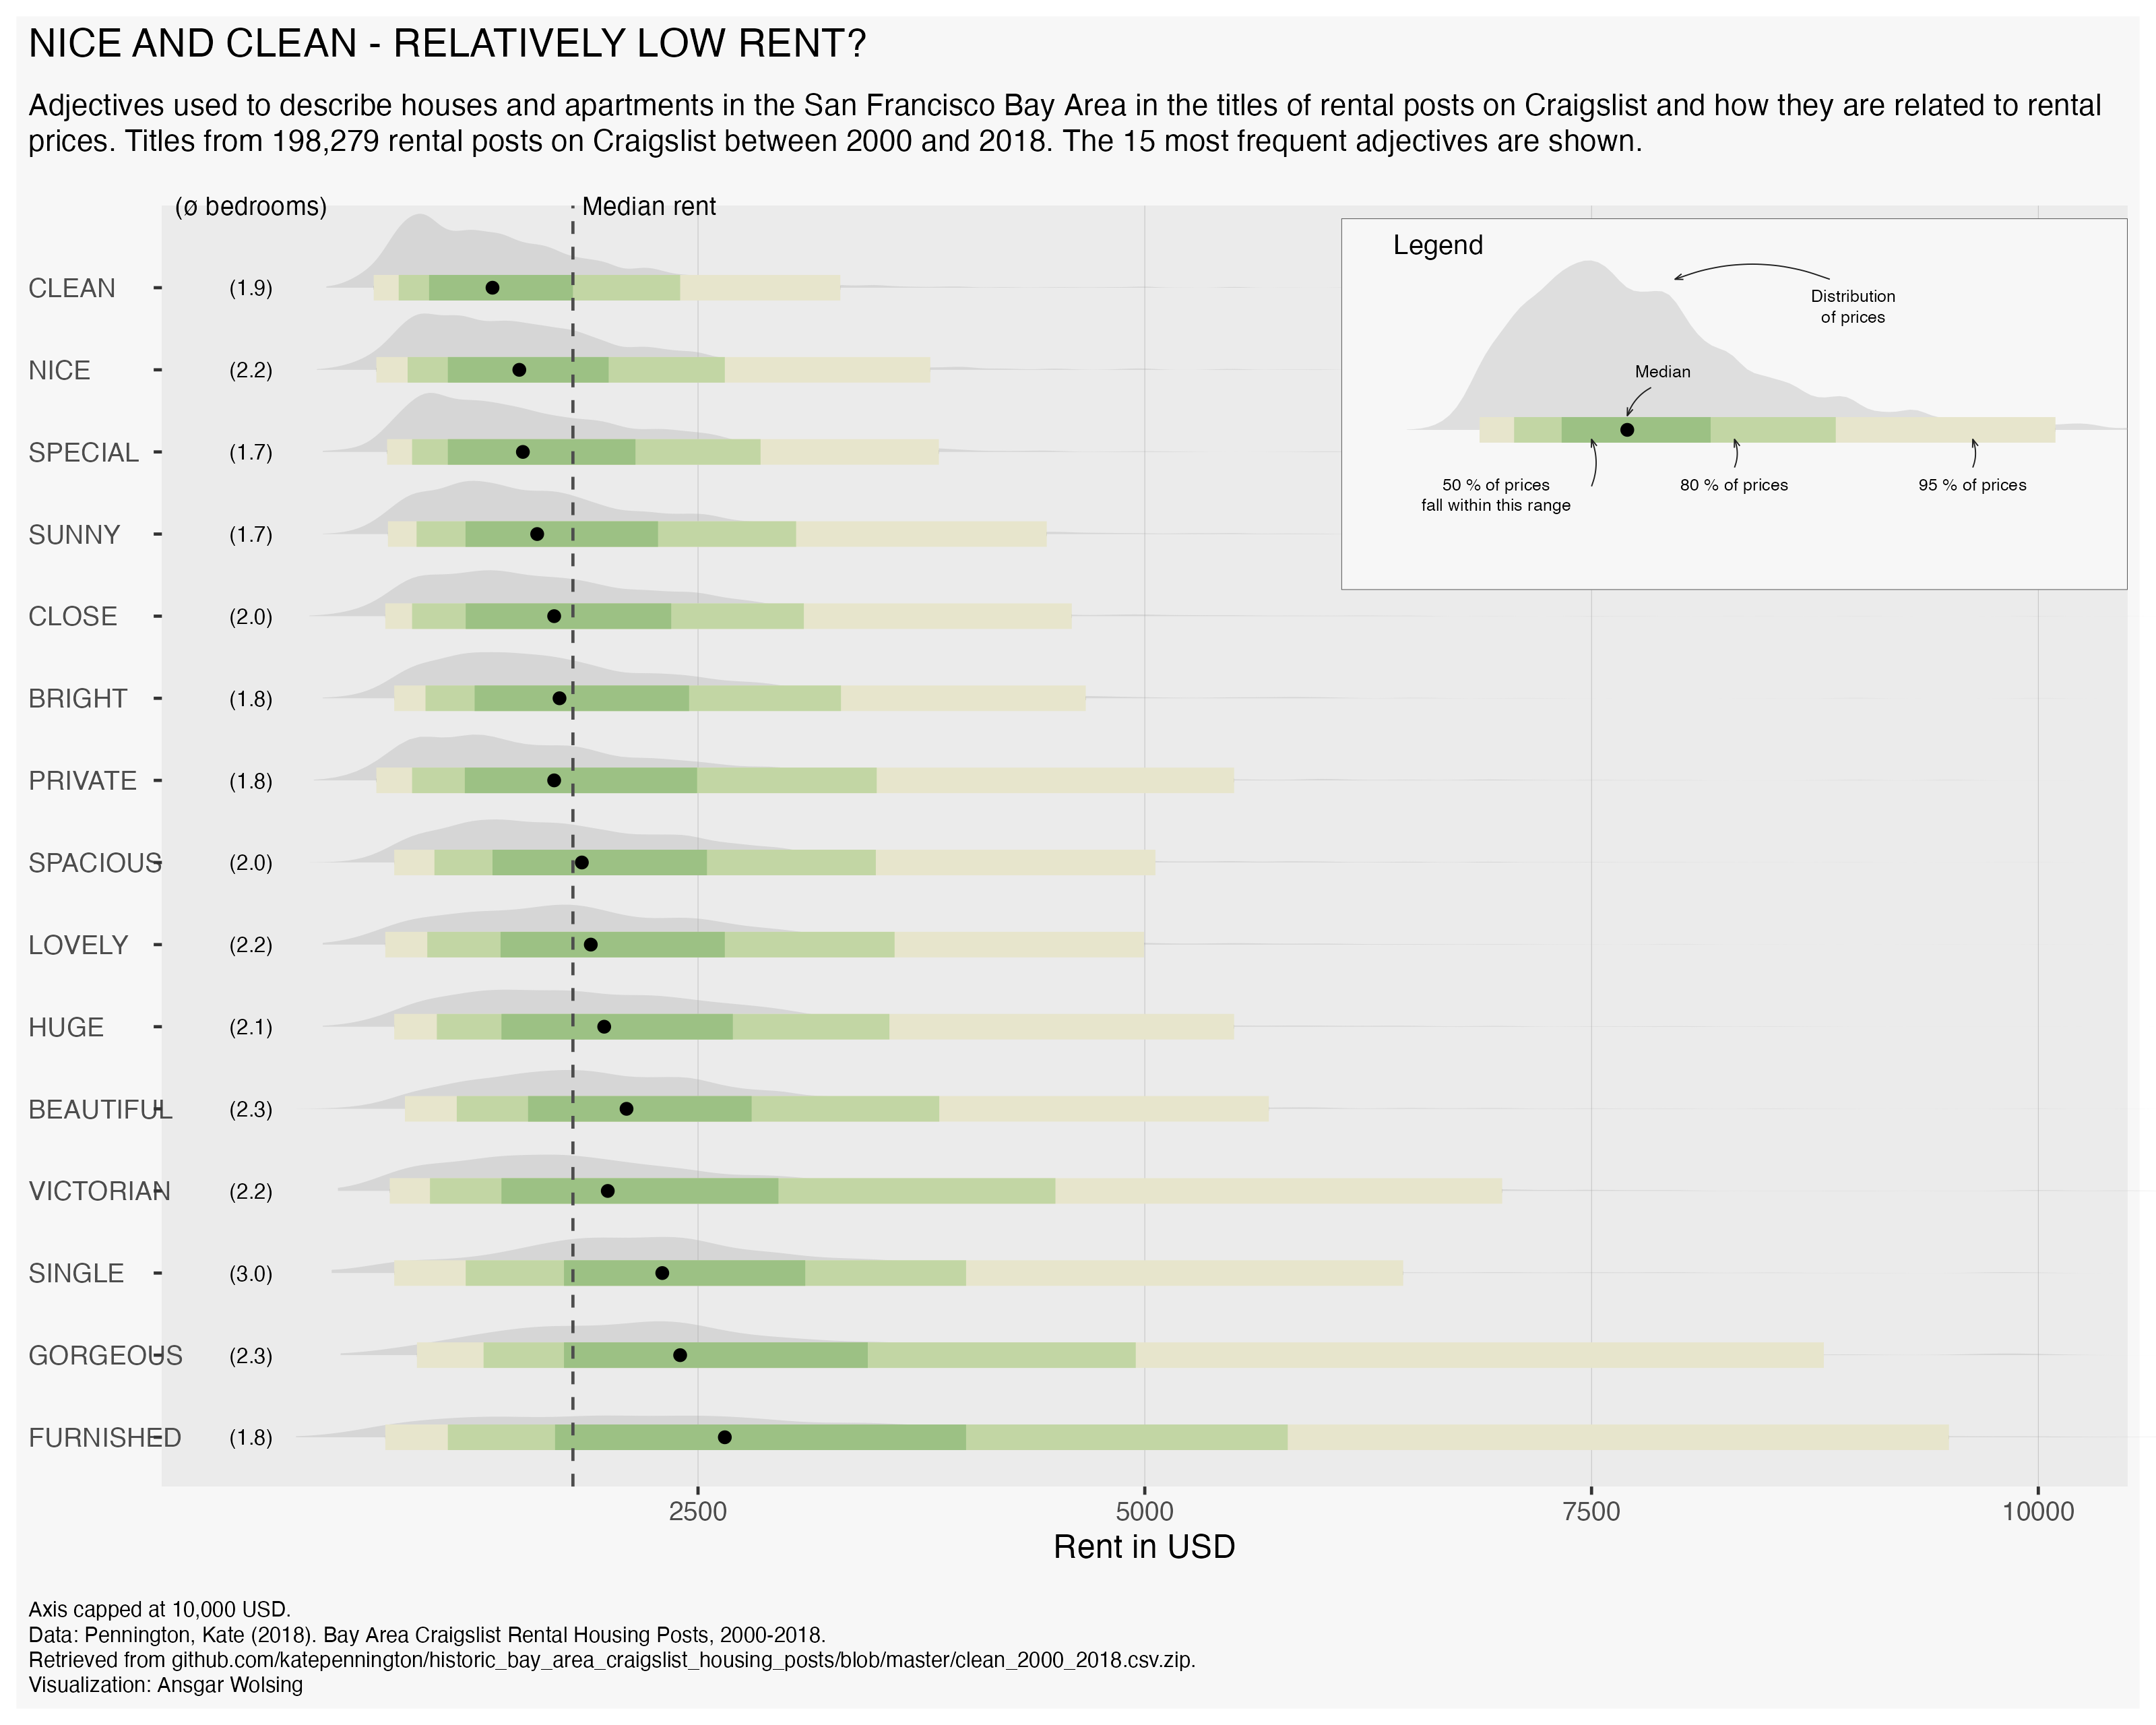 NICE AND CLEAN - RELATIVELY LOW RENT?
Adjectives used to describe houses and apartments in the San Francisco Bay Area in the titles of rental posts on Craigslist and how they are related to rental
prices. Titles from 198,279 rental posts on Craigslist between 2000 and 2018. The 15 most frequent adjectives are shown.
(ø bedrooms)
Median rent
CLEAN (1.9)
NICE (2.2)
SPECIAL (1.7)
SUNNY (1.7)
CLOSE (2.0)
BRIGHT (1.8)
PRIVATE (1.8)
SPACIOUS (2.0)
LOVELY (2.2)
HUGE (2.1)
BEAUTIFUL (2.3)
VICTORIAN (2.2)
SINGLE (3.0)
GORGEOUS (2.3)
FURNISHED (1.8)
Legend
Distribution
of prices
Median
50 % of prices
fall within this range
80 % of prices
95 % of prices
2500 5000 7500 10000
Rent in USD
Axis capped at 10,000 USD.
Data: Pennington, Kate (2018). Bay Area Craigslist Rental Housing Posts, 2000-2018.
Retrieved from github.com/katepennington/historic_bay_area_craigslist_housing_posts/blob/master/clean_2000_2018.csv.zip.
Visualization: Ansgar Wolsing